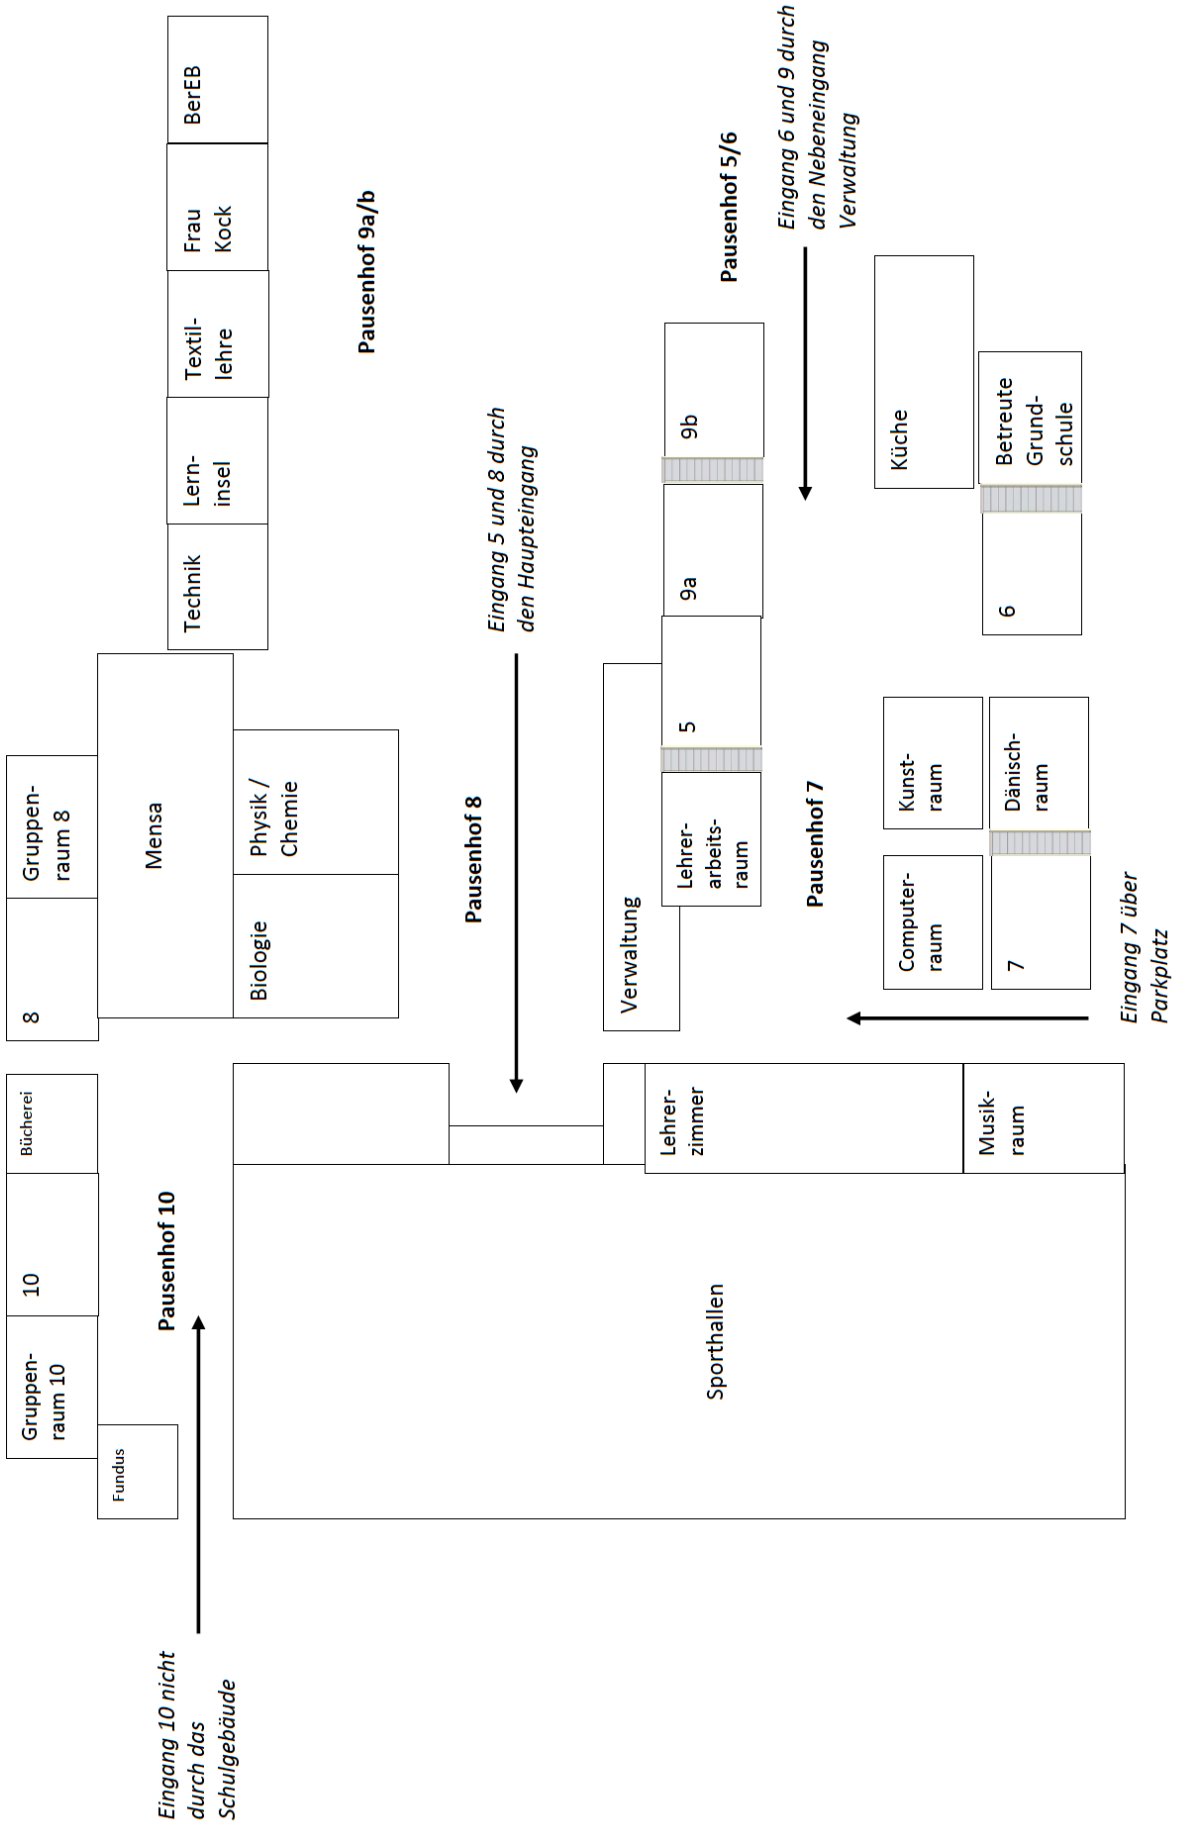 Eingang 10 nicht
durch das
Schulgebäude
Fundus
Gruppen-
raum 10
10
Bücherei
8
Gruppen-
raum 8
Pausenhof 10
Mensa
Biologie
Physik /
Chemie
Technik
Lern-
insel
Textil-
lehre
Frau
Kock
BerEB
Pausenhof 9a/b
Pausenhof 8
Eingang 5 und 8 durch
den Haupteingang
Sporthallen
Lehrer-
zimmer
Musik-
raum
Verwaltung
Lehrer-
arbeits-
raum
5
9a
9b
Pausenhof 5/6
Eingang 6 und 9 durch
den Nebeneingang
Verwaltung
Pausenhof 7
Computer-
raum
Kunst-
raum
Küche
7
Dänisch-
raum
6
Betreute
Grund-
schule
Eingang 7 über
Parkplatz